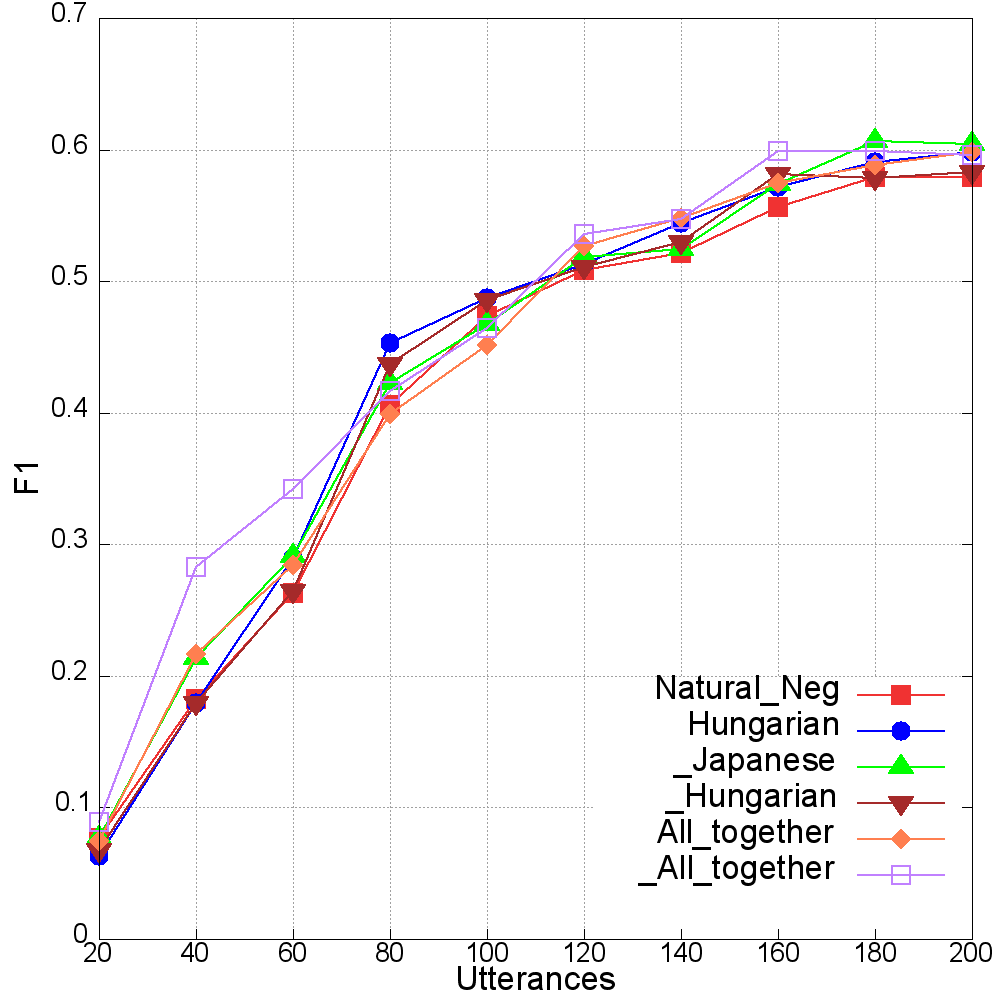 0.7
0.6
0.5
0.4
0.3
0.2
0.1
0
F1
Natural_Neg
Hungarian
_Japanese
_Hungarian
All_together
_All_together
20 40 60 80 100 120 140 160 180 200
Utterances